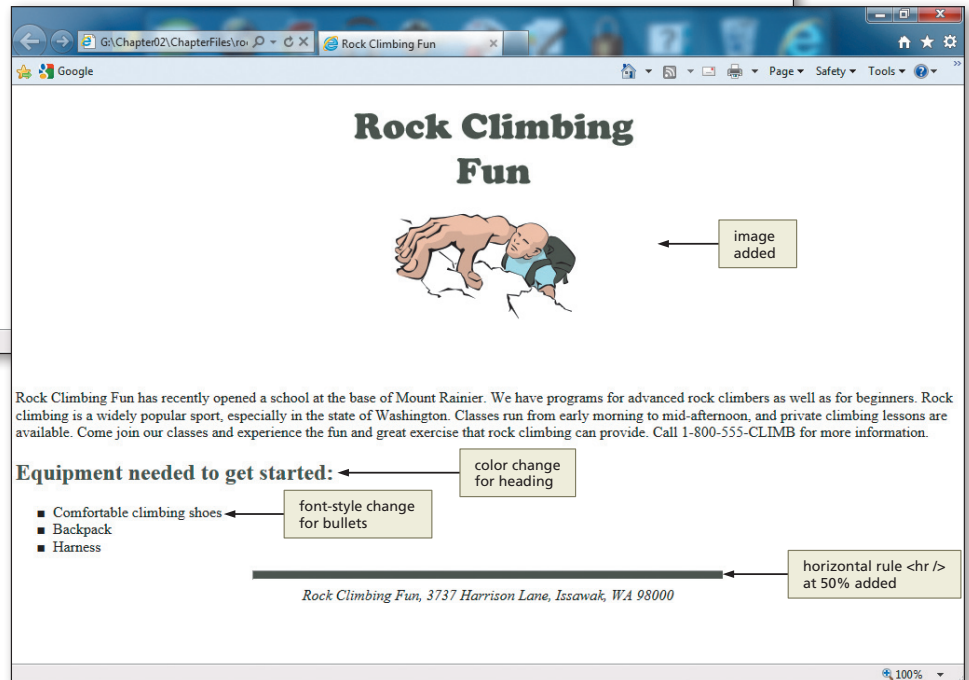 G:\Chapter02\ChapterFiles\ro
Rock Climbing Fun
Google
Page Safety Tools
Rock Climbing
Fun
image
added
Rock Climbing Fun has recently opened a school at the base of Mount Rainier. We have programs for advanced rock climbers as well as for beginners. Rock
climbing is a widely popular sport, especially in the state of Washington. Classes run from early morning to mid-afternoon, and private climbing lessons are
available. Come join our classes and experience the fun and great exercise that rock climbing can provide. Call 1-800-555-CLIMB for more information.
Equipment needed to get started:
color change
for heading
■ Comfortable climbing shoes
font-style change
for bullets
■ Backpack
■ Harness
horizontal rule <hr />
at 50% added
Rock Climbing Fun, 3737 Harrison Lane, Issawak, WA 98000
100%